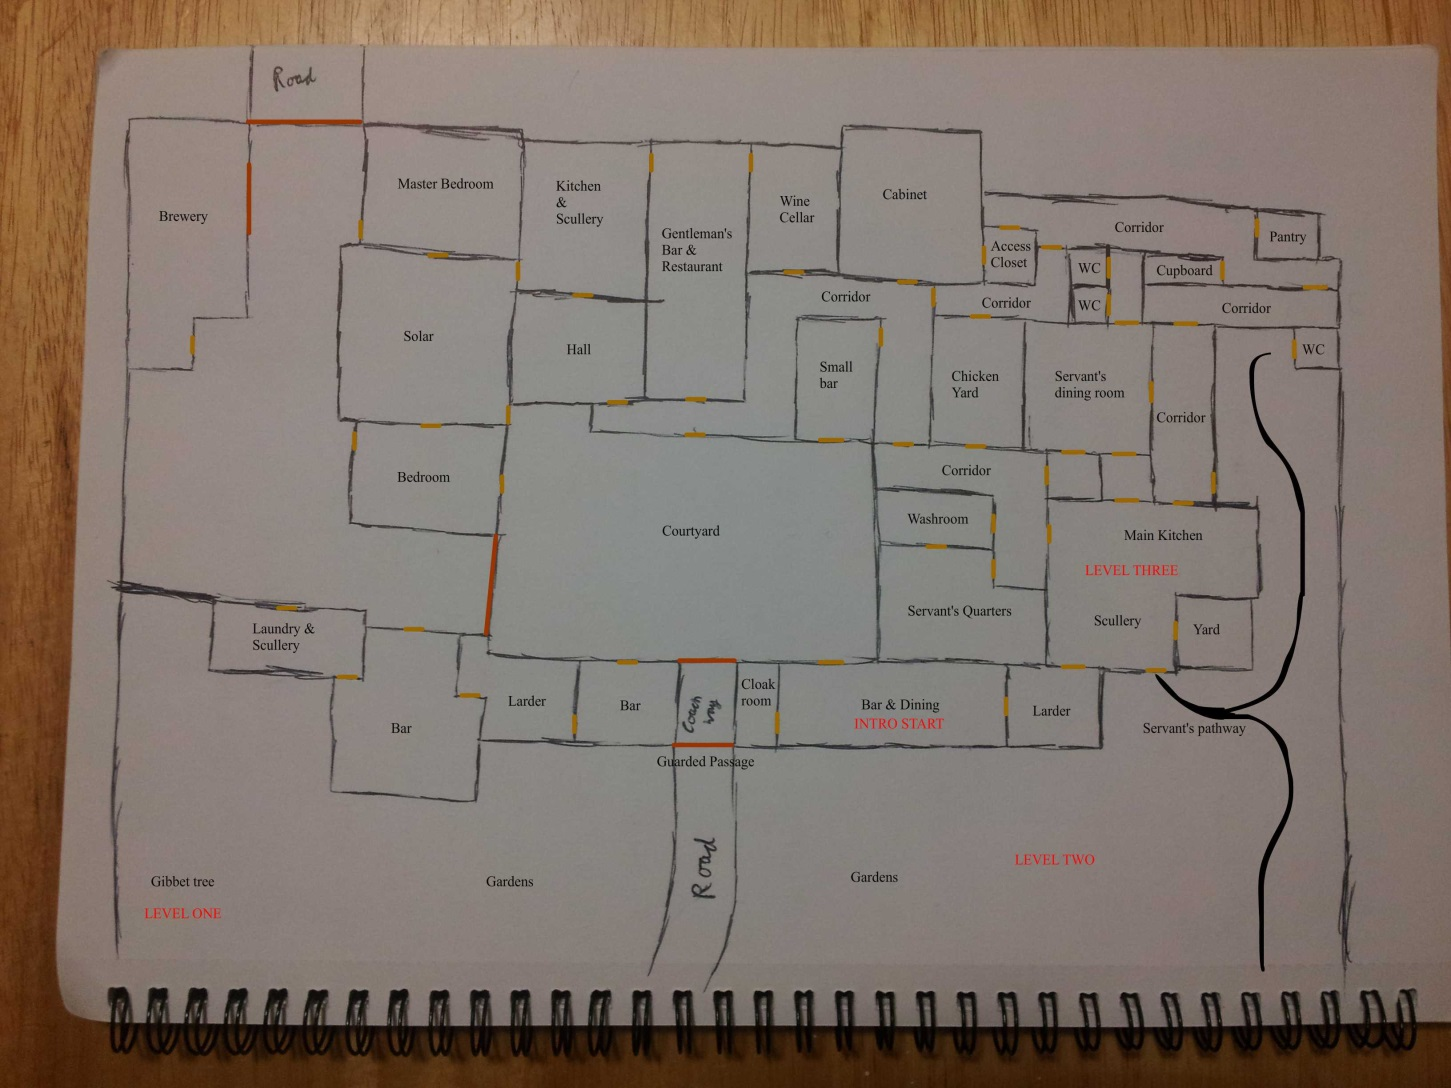 Road
Master Bedroom
Kitchen
&
Scullery
Cabinet
Wine
Cellar
Brewery
Gentleman's
Bar &
Restaurant
Corridor
Pantry
Access
Closet
WC
Cupboard
Corridor
Corridor
WC
Corridor
Solar
Hall
WC
Small
bar
Chicken
Yard
Servant's
dining room
Corridor
Bedroom
Corridor
Washroom
Courtyard
Main Kitchen
LEVEL THREE
Servant's Quarters
Scullery
Yard
Laundry &
Scullery
Larder
Bar
Coach
way
Cloak
room
Bar & Dining
INTRO START
Larder
Bar
Servant's pathway
Guarded Passage
Road
LEVEL TWO
Gibbet tree
LEVEL ONE
Gardens
Gardens